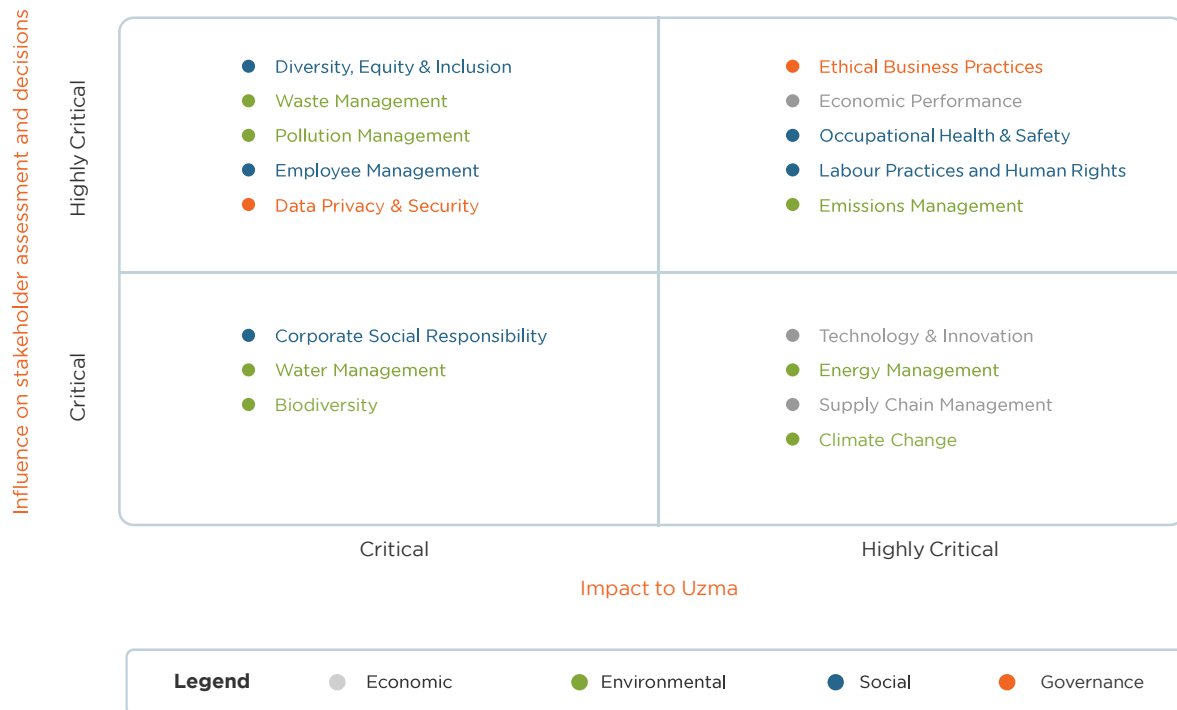 Influence on stakeholder assessment and decisions
Highly Critical
Diversity, Equity & Inclusion
Waste Management
Pollution Management
Employee Management
Data Privacy & Security
Ethical Business Practices
Economic Performance
Occupational Health & Safety
Labour Practices and Human Rights
Emissions Management
Critical
Corporate Social Responsibility
Water Management
Biodiversity
Technology & Innovation
Energy Management
Supply Chain Management
Climate Change
Critical
Highly Critical
Impact to Uzma
Legend
Economic
Environmental
Social
Governance